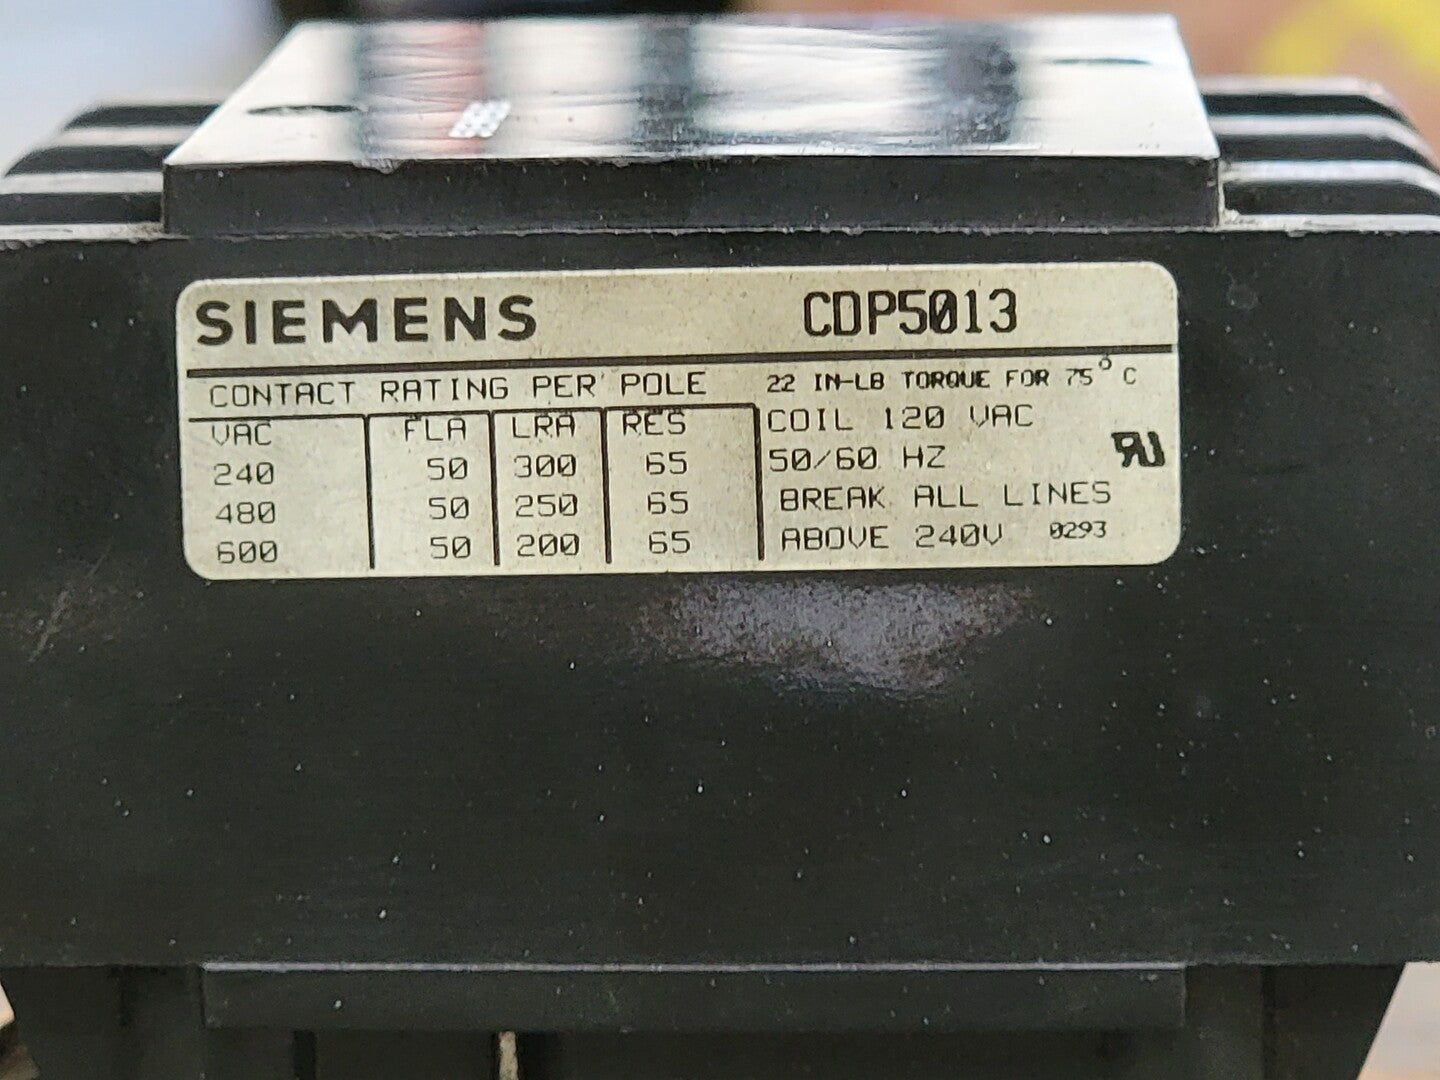 SIEMENS CDP5013
CONTACT RATING PER POLE
VAC FLA LRA RES
240 50 300 65
480 50 250 65
600 50 200 65
22 IN-LB TORQUE FOR 75° C
COIL 120 VAC
50/60 HZ
BREAK ALL LINES
ABOVE 240V 0293
RU